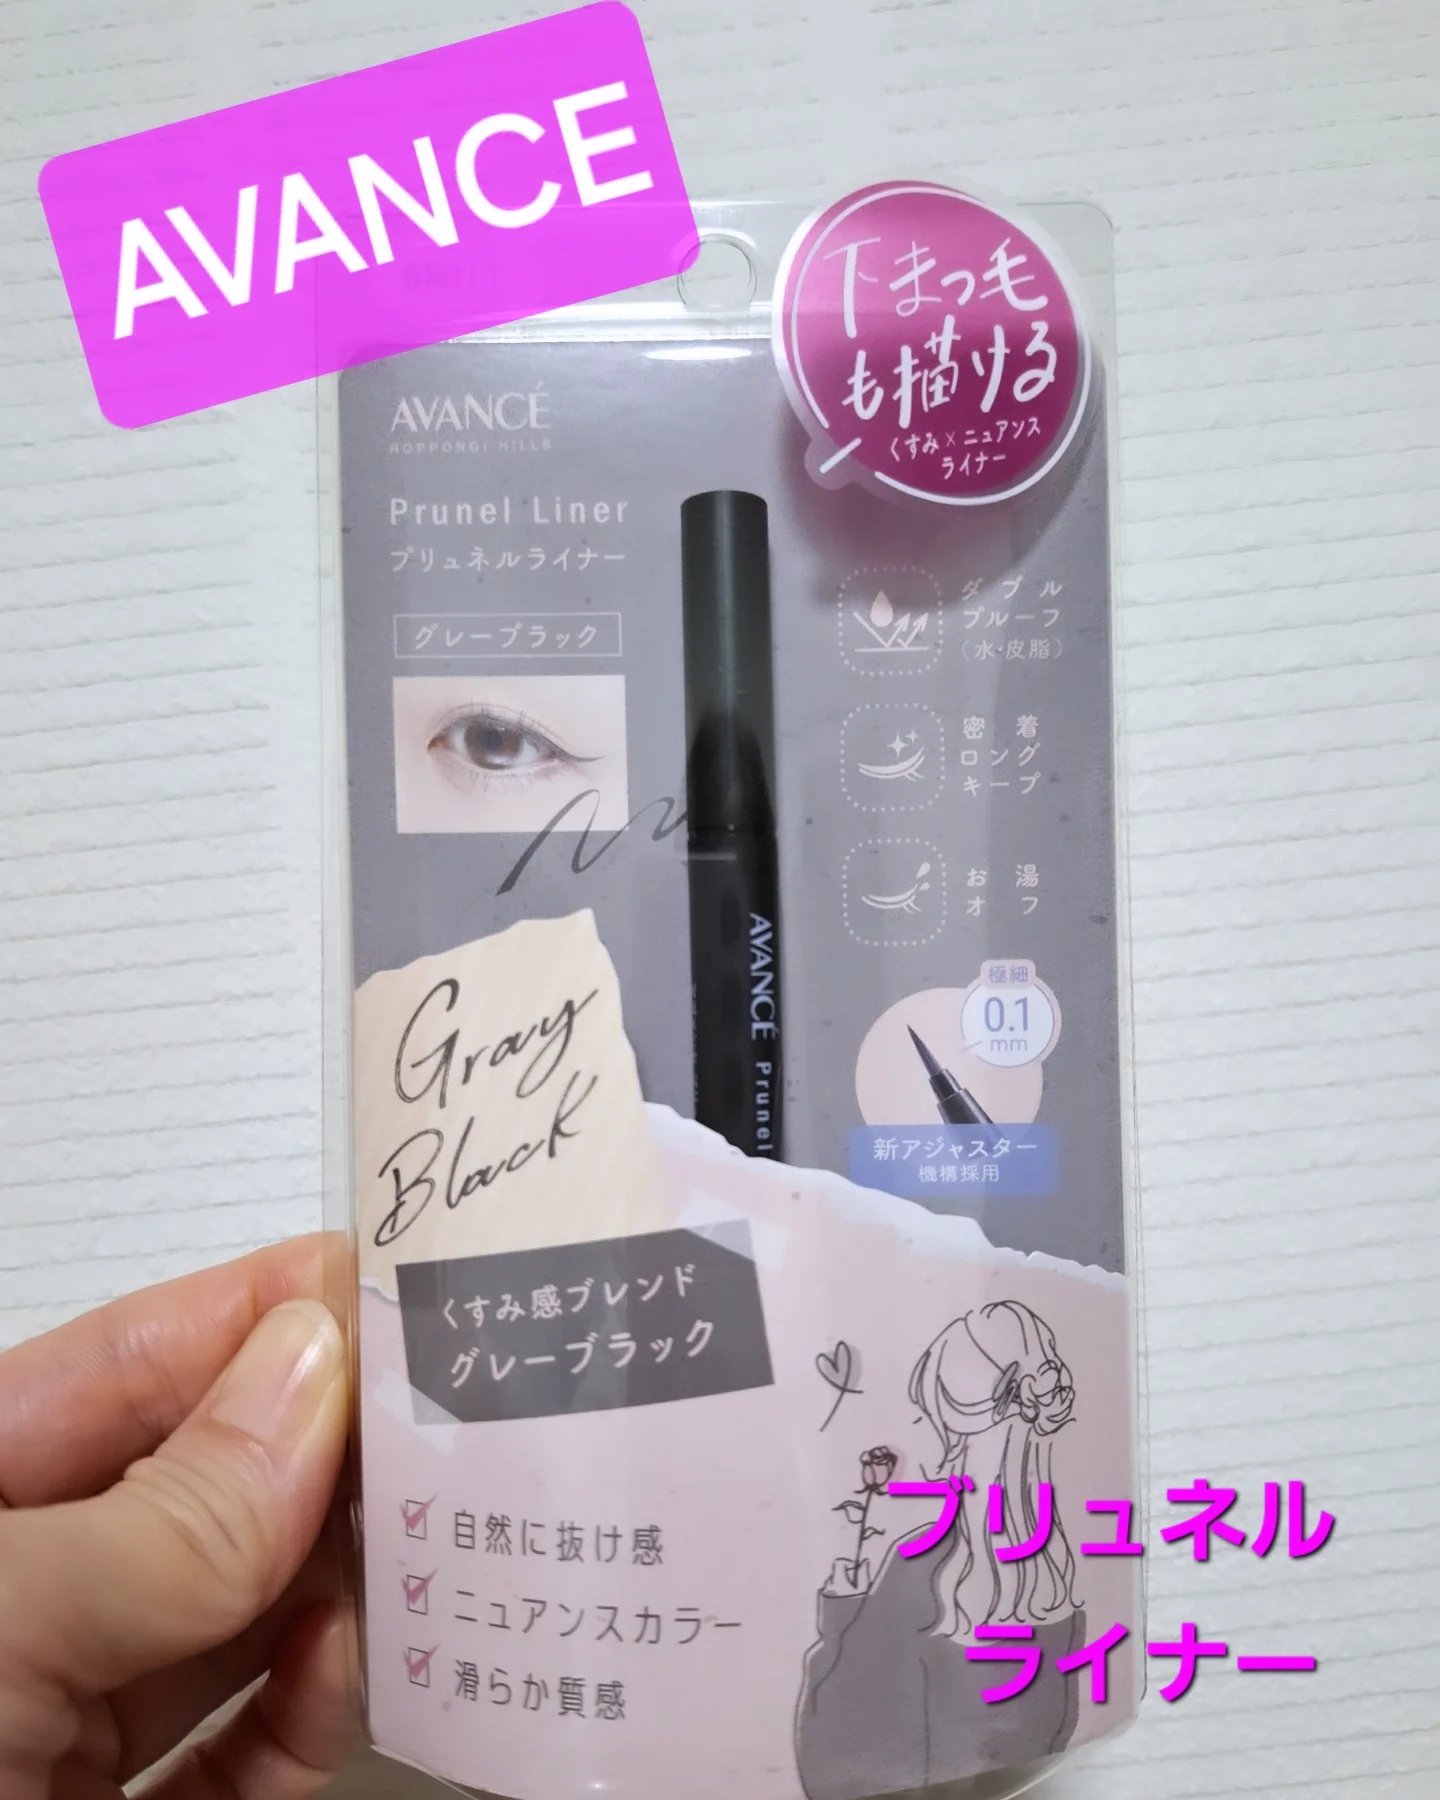 AVANCE
下まつ毛
も描ける
くすみ×ニュアンス
ライナー
AVANCÉ
ROPPONGI HILLS
Prunel Liner
プリュネルライナー
グレーブラック
ダブル
プルーフ
(水・皮脂)
密着
ロング
キープ
お湯
オフ
極細
0.1
mm
新アジャスター
機構採用
AVANCÉ Prunel
Gray
Black
くすみ感ブレンド
グレーブラック
自然に抜け感
ニュアンスカラー
滑らか質感
ブリュネル
ライナー